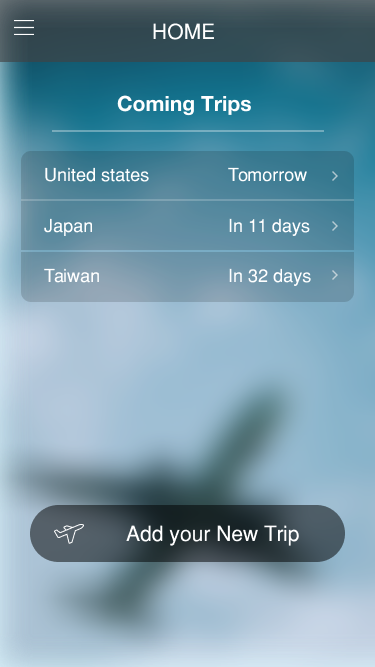 HOME
Coming Trips
United states Tomorrow
Japan In 11 days
Taiwan In 32 days
Add your New Trip